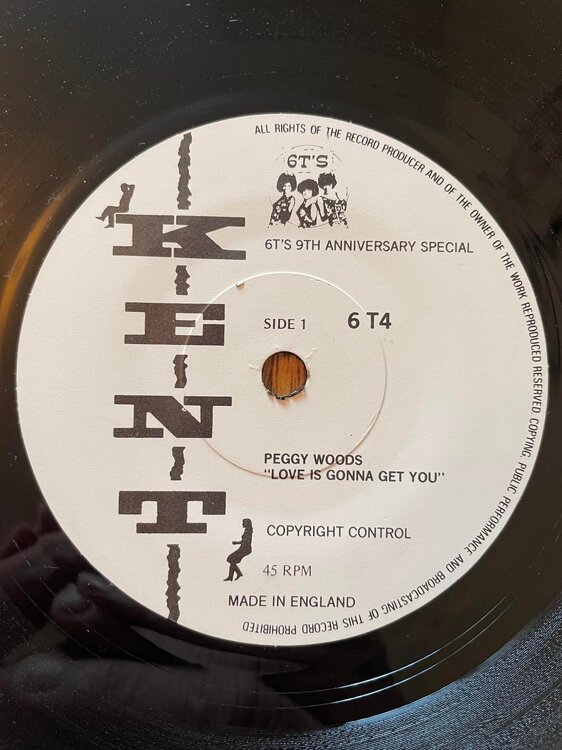 ALL RIGHTS OF THE RECORD PRODUCER AND OF THE OWNER OF THE WORK REPRODUCED RESERVED. COPYING, PUBLIC PERFORMANCE AND BROADCASTING OF THIS RECORD PROHIBITED
6T'S
6T'S 9TH ANNIVERSARY SPECIAL
KENT
SIDE 1 6 T4
PEGGY WOODS
"LOVE IS GONNA GET YOU"
COPYRIGHT CONTROL
45 RPM
MADE IN ENGLAND